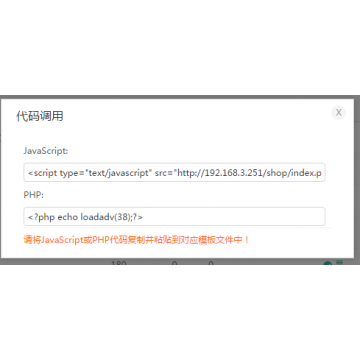 代码调用
X
JavaScript:
<script type="text/javascript" src="http://192.168.3.251/shop/index.p
PHP:
<?php echo loadadv(38);?>
请将JavaScript或PHP代码复制并粘贴到对应模板文件中！